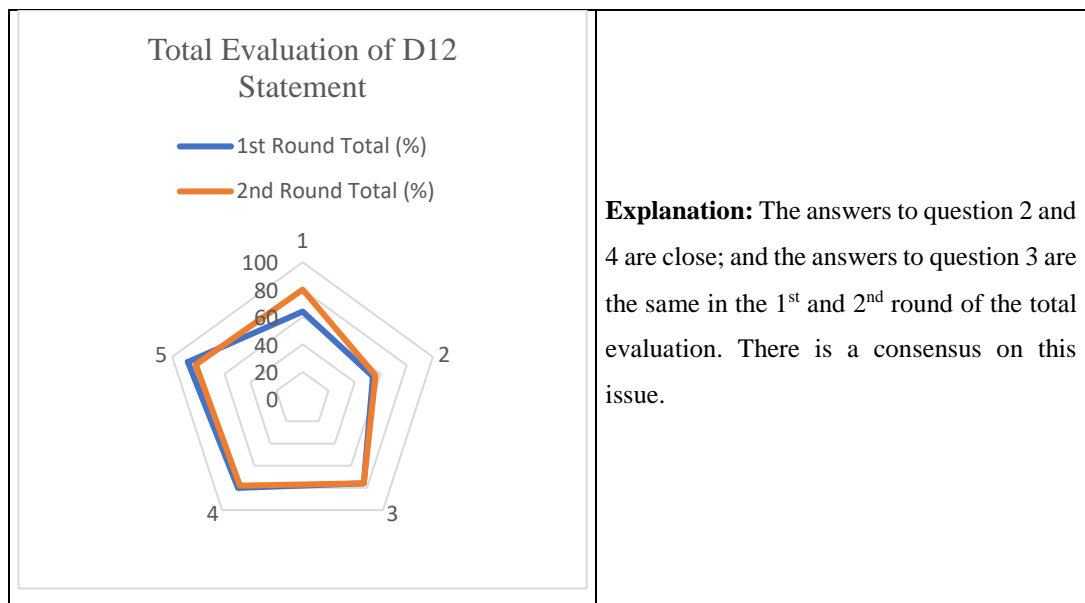 Total Evaluation of D12
Statement
1st Round Total (%)
2nd Round Total (%)
1
100
80
60
40
20
0
2
3
4
5
Explanation: The answers to question 2 and
4 are close; and the answers to question 3 are
the same in the 1st and 2nd round of the total
evaluation. There is a consensus on this
issue.